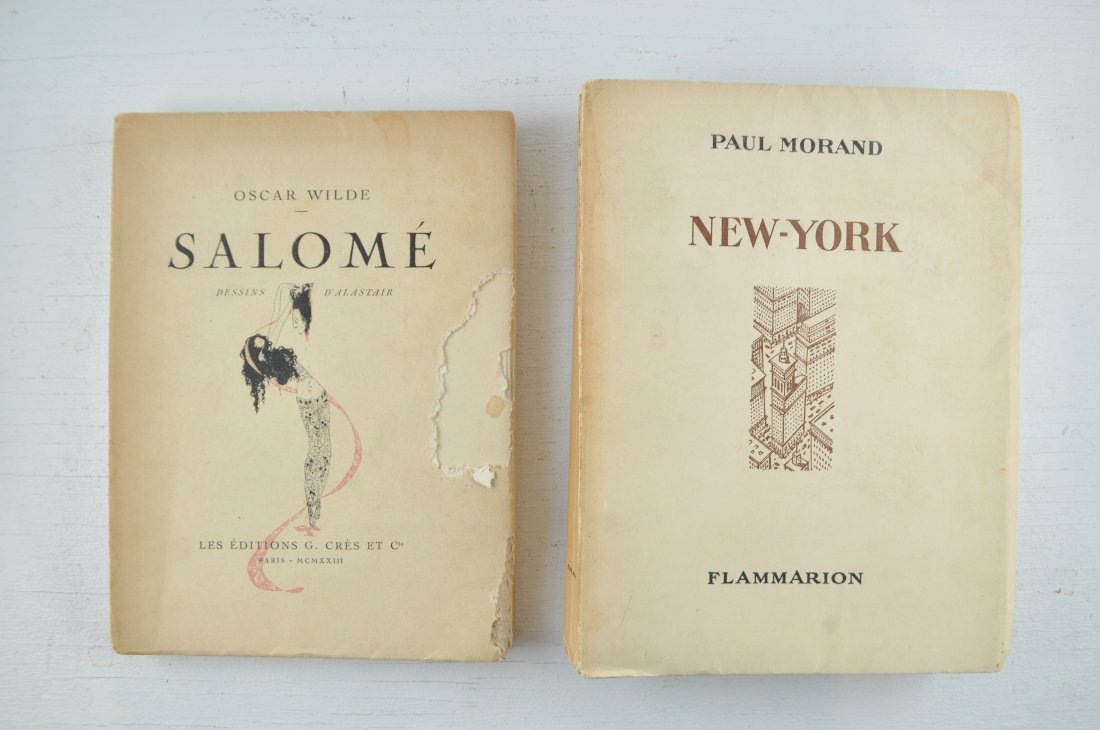 OSCAR WILDE
SALOMÉ
DESSINS D'ALASTAIR
LES ÉDITIONS G. CRÈS ET Cie
PARIS - MCMXXIII
PAUL MORAND
NEW-YORK
FLAMMARION